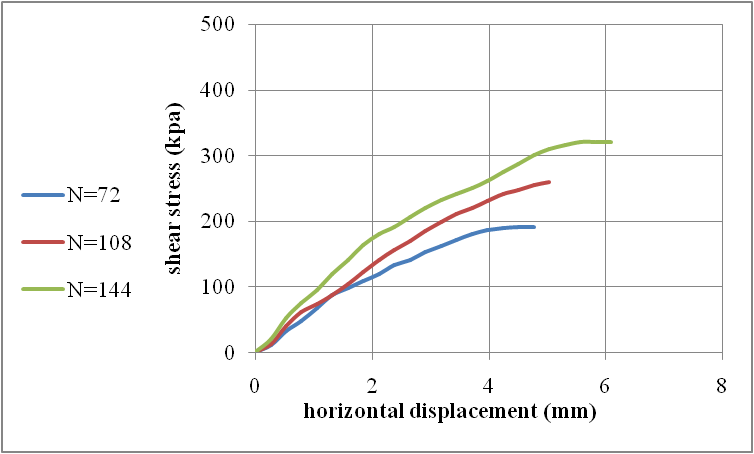 500
400
300
200
100
0
shear stress (kpa)
N=72
N=108
N=144
0 2 4 6 8
horizontal displacement (mm)